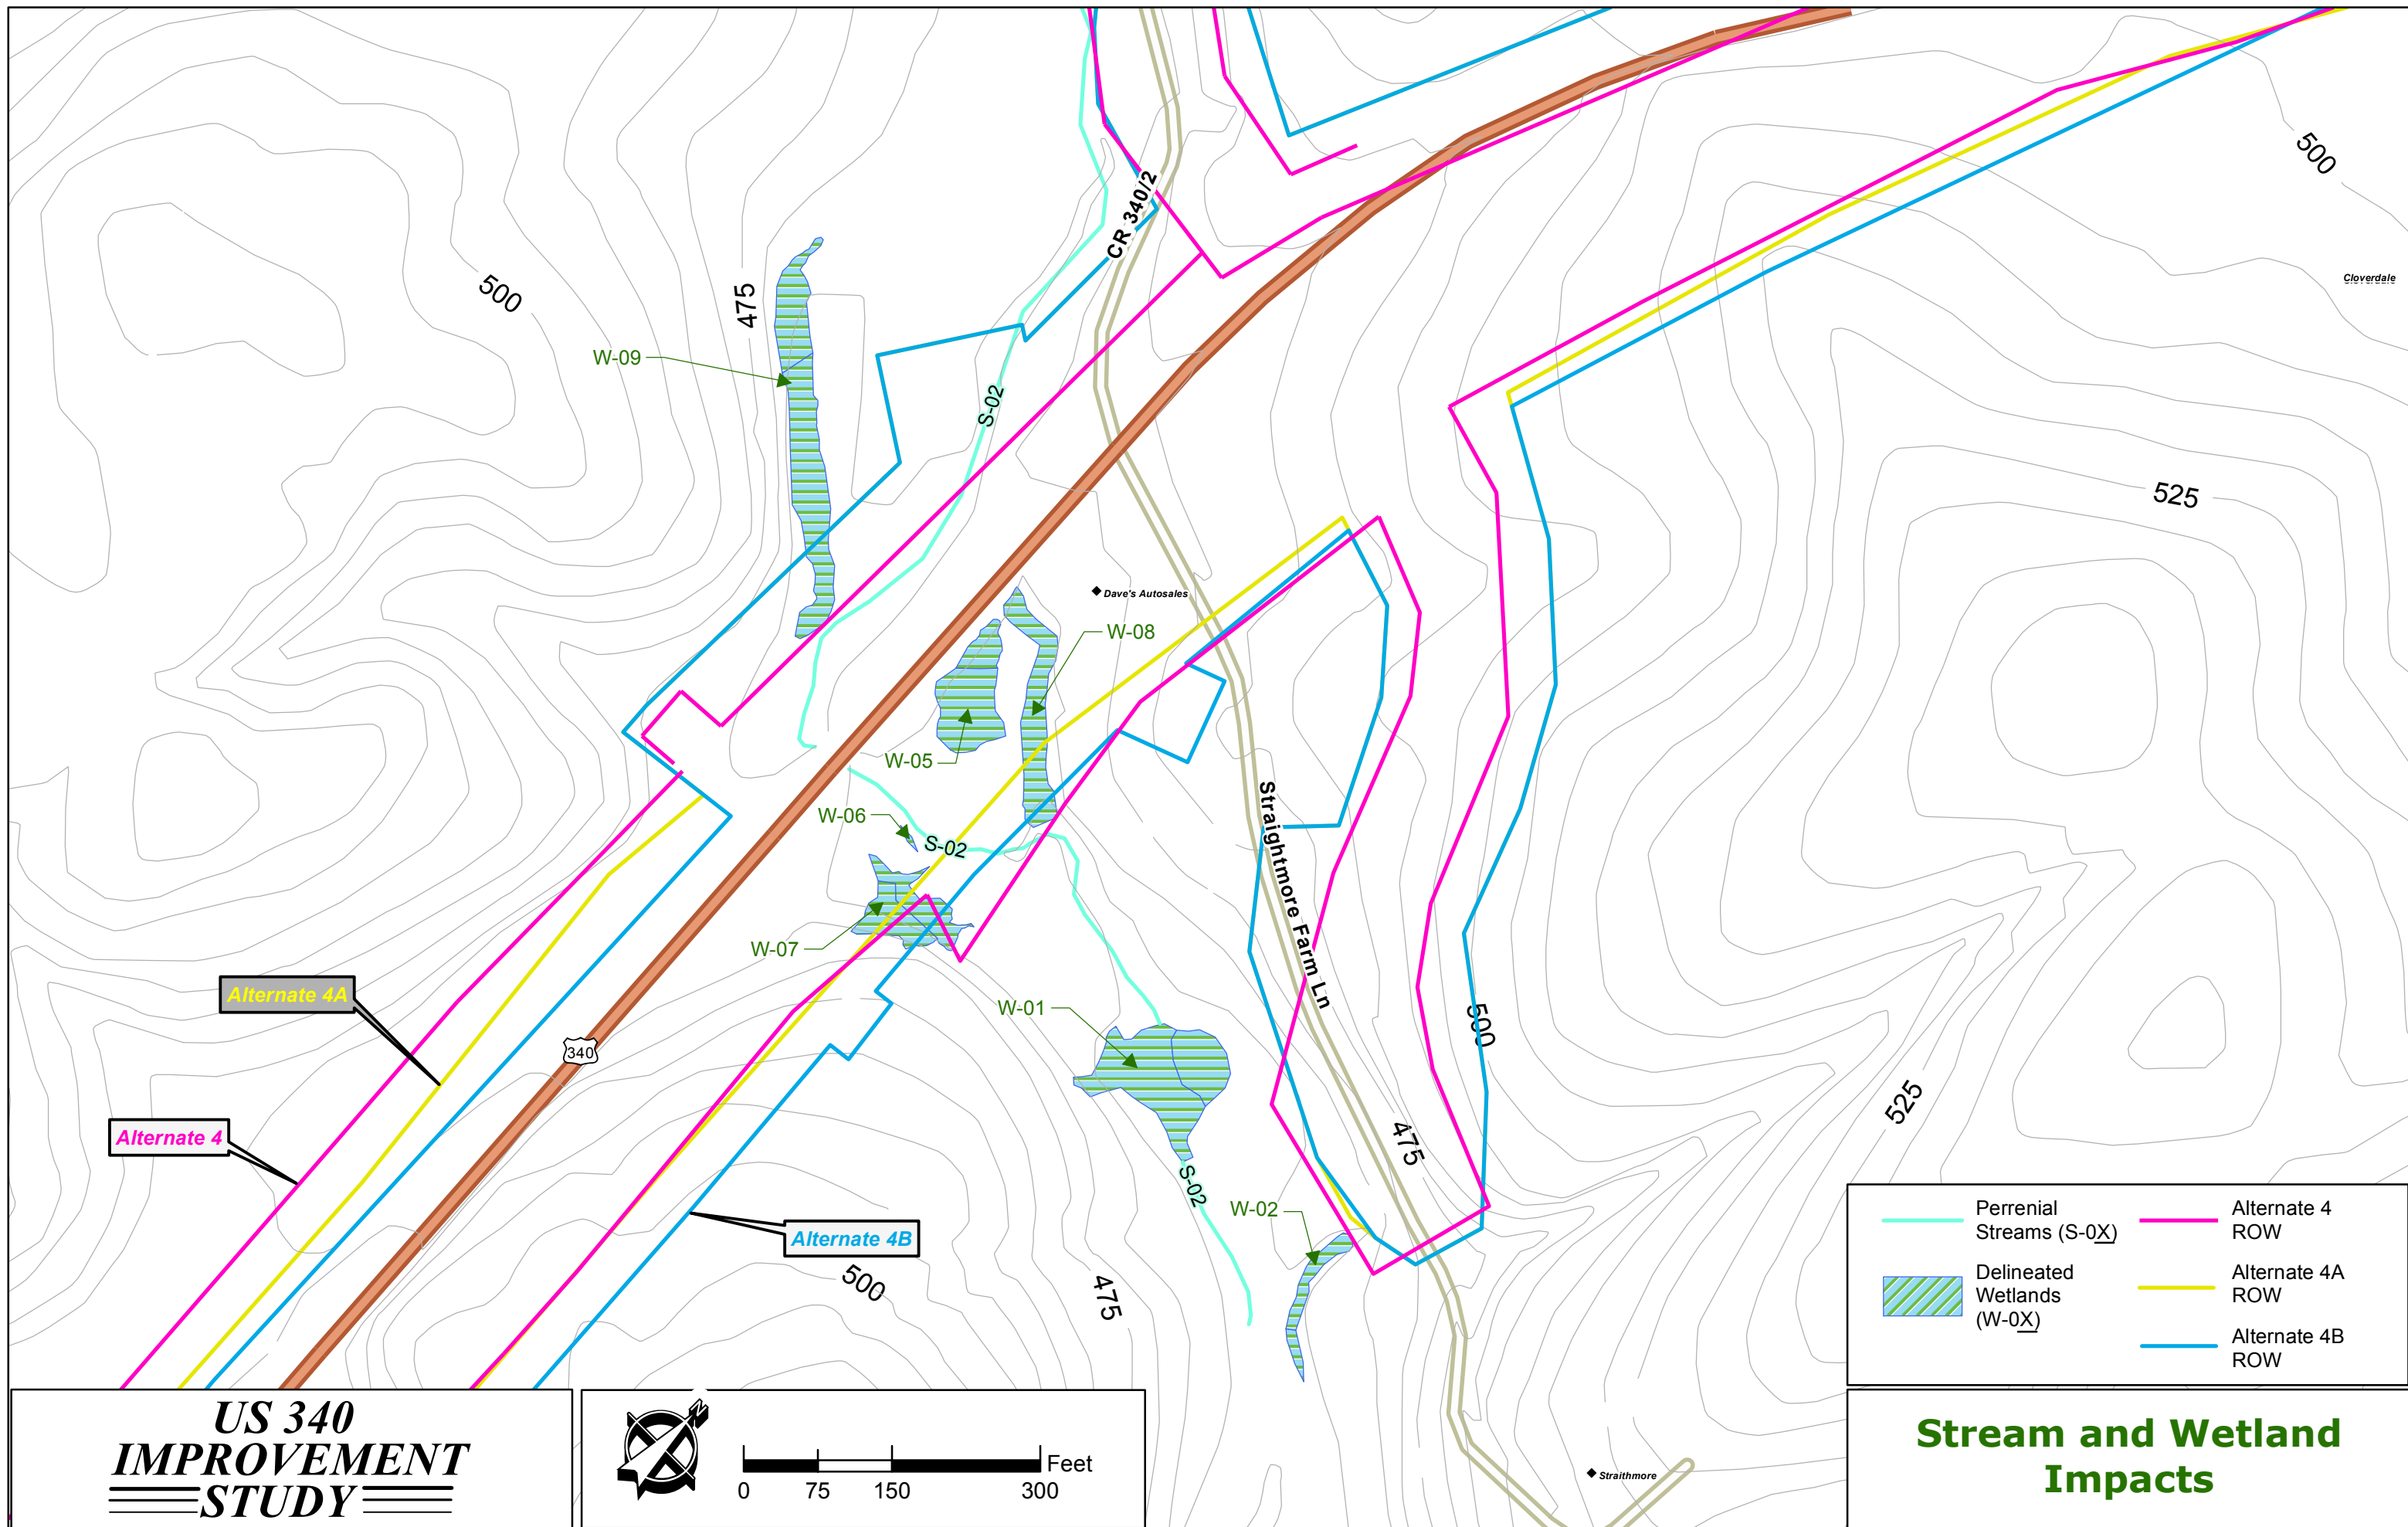 500
CR 340/2
Cloverdale
500
475
W-09
S-02
525
Dave's Autosales
W-08
W-05
W-06
S-02
Straightmore Farm Ln
W-07
Alternate 4A
W-01
500
340
525
Alternate 4
475
S-02
W-02
Alternate 4B
500
475
Perrenial
Streams (S-0X)
Delineated
Wetlands
(W-0X)
Alternate 4
ROW
Alternate 4A
ROW
Alternate 4B
ROW
US 340
IMPROVEMENT
STUDY
N
Feet
0 75 150 300
Straithmore
Stream and Wetland
Impacts